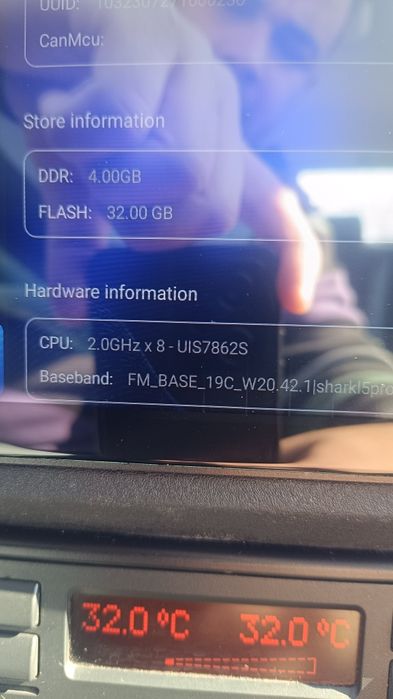 UUID:
CanMcu:
Store information
DDR: 4.00GB
FLASH: 32.00 GB
Hardware information
CPU: 2.0GHz x 8 - UIS7862S
Baseband: FM_BASE_19C_W20.42.1|sharkl5pro
32.0 °C 32.0 °C